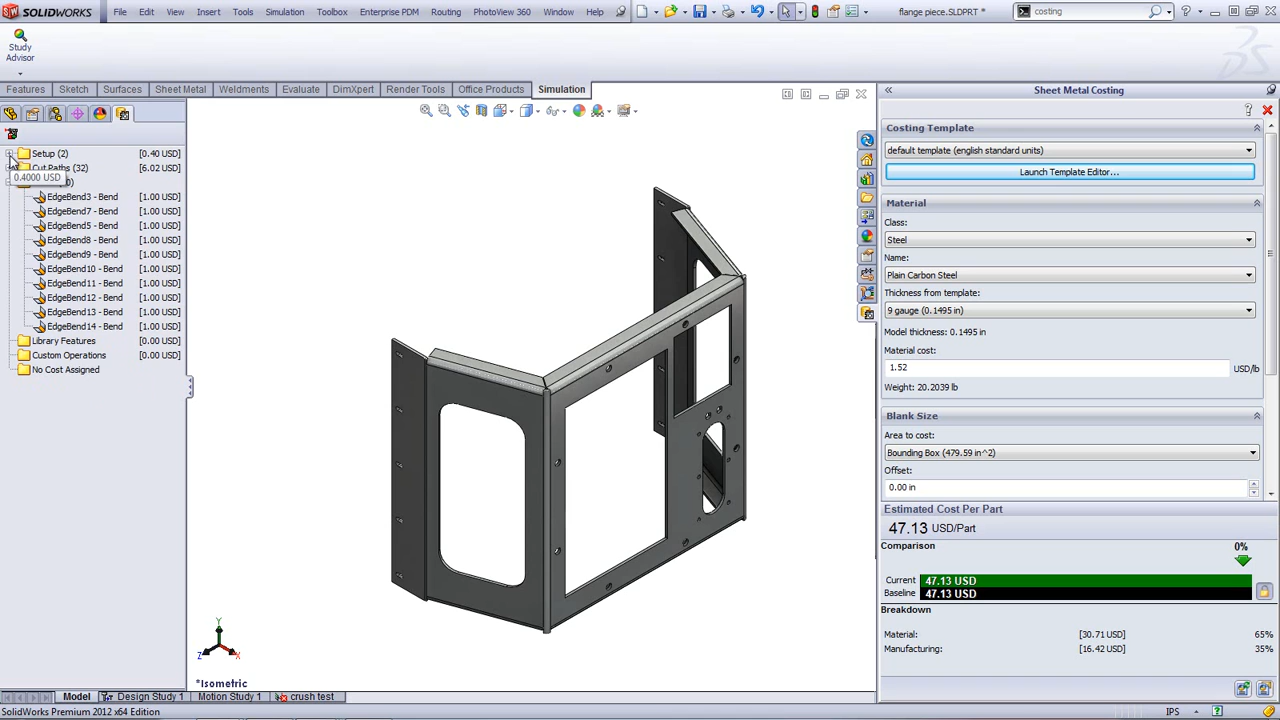 SOLIDWORKS File Edit View Insert Tools Simulation Toolbox Enterprise PDM Routing PhotoView 360 Window Help flange piece.SLDPRT * costing
Study
Advisor
Features Sketch Surfaces Sheet Metal Weldments Evaluate DimXpert Render Tools Office Products Simulation
Sheet Metal Costing
Setup (2) [0.40 USD]
Cut Paths (32) [6.02 USD]
0.4000 USD
EdgeBend3 - Bend [1.00 USD]
EdgeBend7 - Bend [1.00 USD]
EdgeBend5 - Bend [1.00 USD]
EdgeBend8 - Bend [1.00 USD]
EdgeBend9 - Bend [1.00 USD]
EdgeBend10 - Bend [1.00 USD]
EdgeBend11 - Bend [1.00 USD]
EdgeBend12 - Bend [1.00 USD]
EdgeBend13 - Bend [1.00 USD]
EdgeBend14 - Bend [1.00 USD]
Library Features [0.00 USD]
Custom Operations [0.00 USD]
No Cost Assigned
Costing Template
default template (english standard units)
Launch Template Editor...
Material
Class:
Steel
Name:
Plain Carbon Steel
Thickness from template:
9 gauge (0.1495 in)
Model thickness: 0.1495 in
Material cost:
1.52 USD/lb
Weight: 20.2039 lb
Blank Size
Area to cost:
Bounding Box (479.59 in^2)
Offset:
0.00 in
Estimated Cost Per Part
47.13 USD/Part
Comparison 0%
Current 47.13 USD
Baseline 47.13 USD
Breakdown
Material: [30.71 USD] 65%
Manufacturing: [16.42 USD] 35%
Y
Z X
*Isometric
Model Design Study 1 Motion Study 1 crush test
SolidWorks Premium 2012 x64 Edition IPS